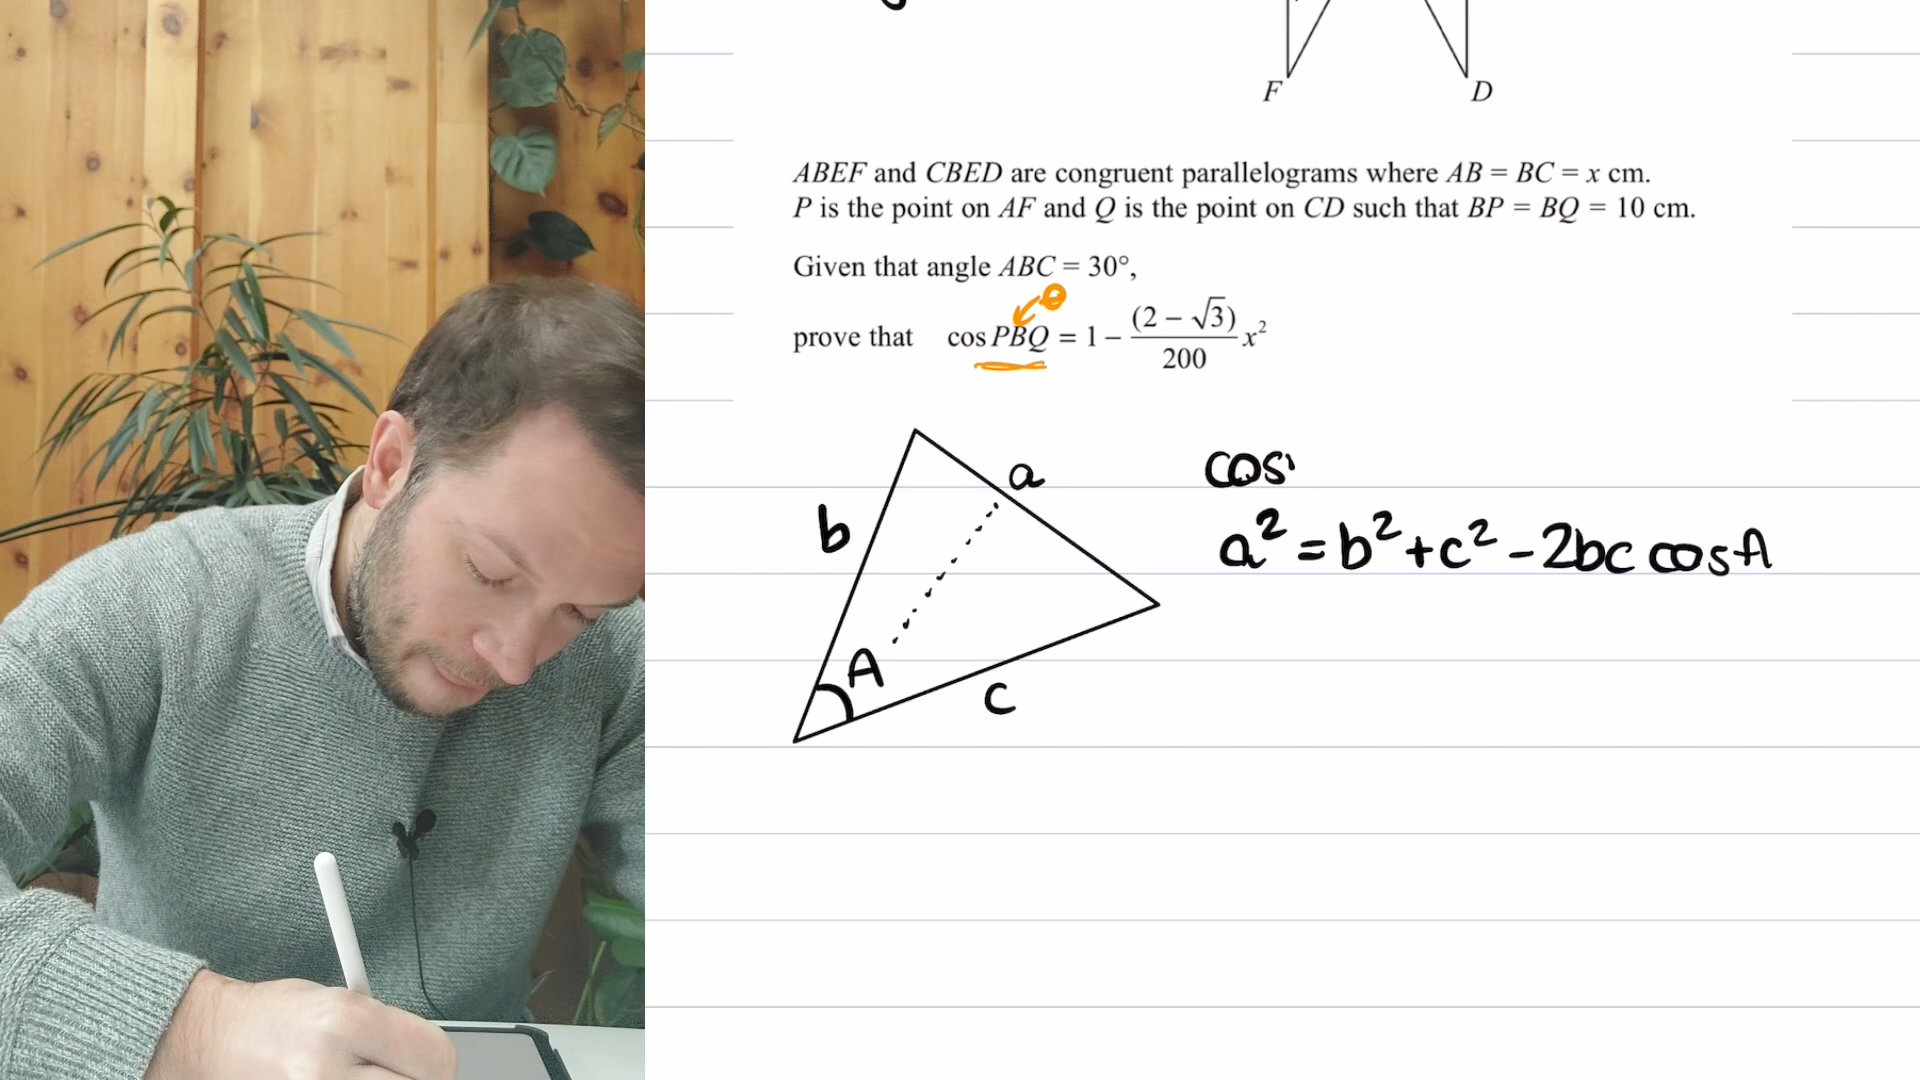 F D
ABEF and CBED are congruent parallelograms where AB = BC = x cm.
P is the point on AF and Q is the point on CD such that BP = BQ = 10 cm.
Given that angle ABC = 30°,
prove that cos PBQ = 1 − (2 − √3)/200 x²
a
b
A
c
cosi
a² = b² + c² − 2bc cosA